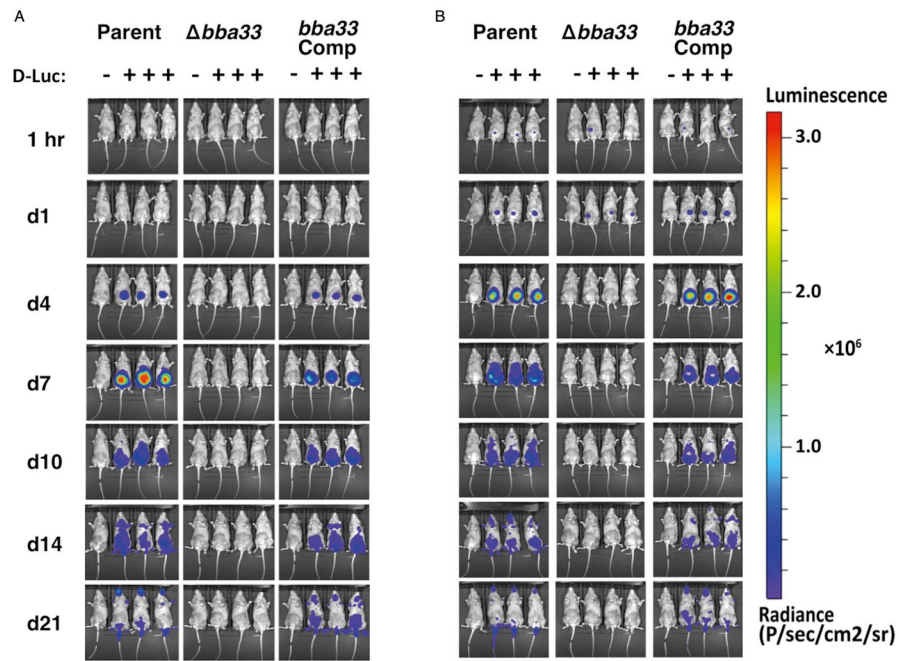 A
B
Parent Δbba33 bba33 Comp
Parent Δbba33 bba33 Comp
D-Luc: - + + + - + + + - + + +
- + + + - + + + - + + +
Luminescence
1 hr
3.0
d1
d4
2.0
×10⁶
d7
d10
1.0
d14
d21
Radiance
(P/sec/cm2/sr)